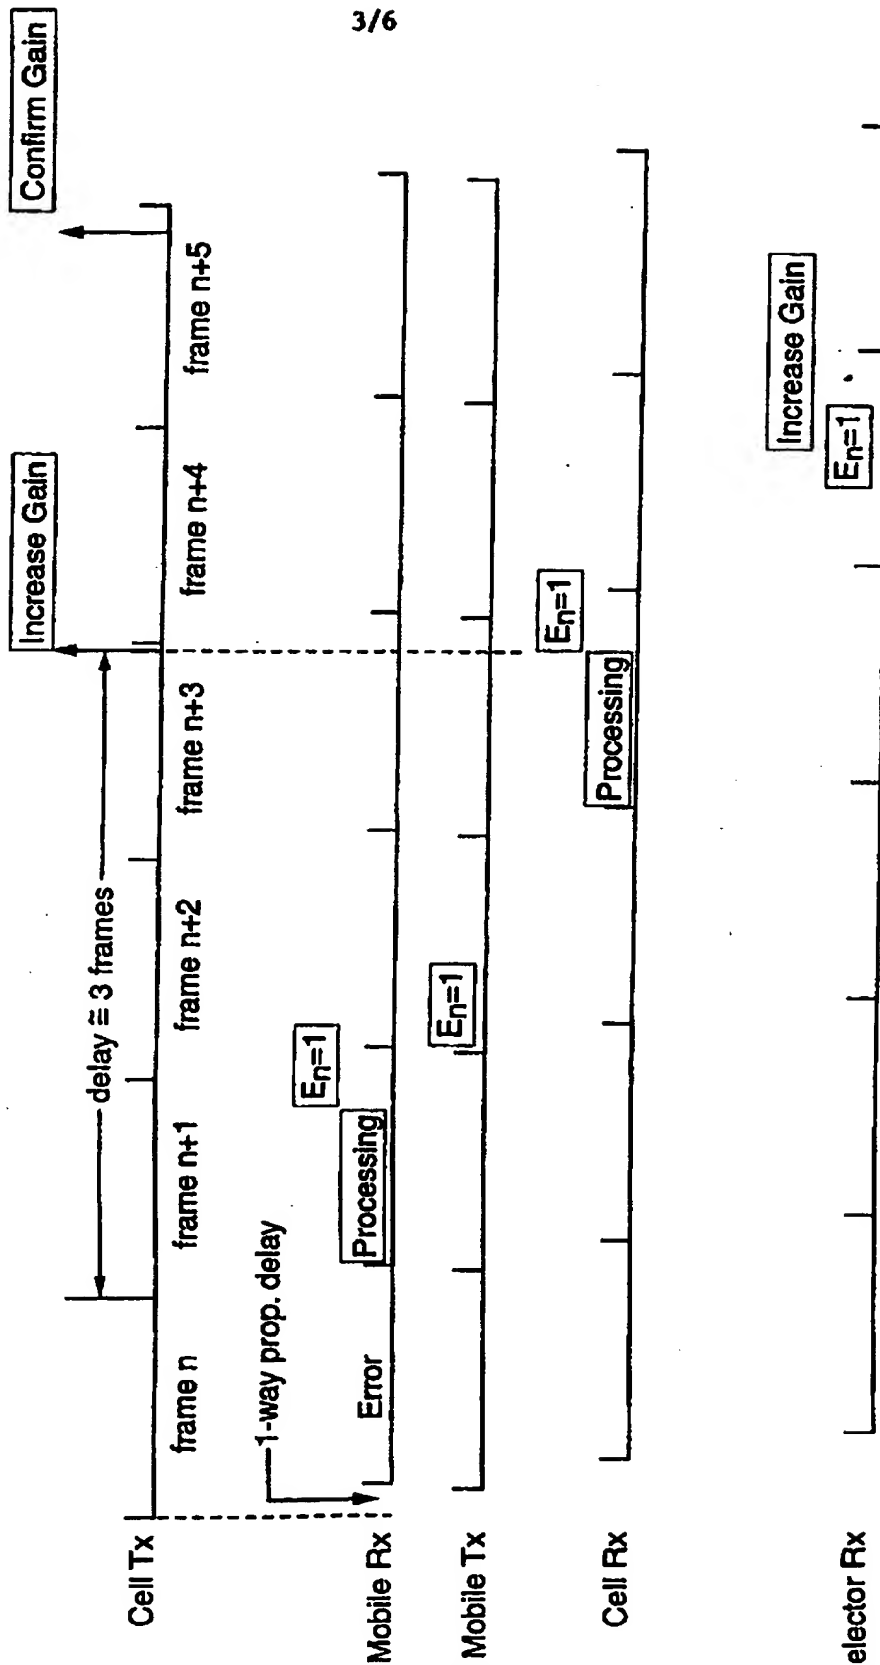 3/6
Increase Gain
Confirm Gain
delay ≅ 3 frames
Cell Tx
frame n
frame n+1
frame n+2
frame n+3
frame n+4
frame n+5
1-way prop. delay
Mobile Rx
Error
Processing
En=1
Mobile Tx
En=1
Cell Rx
Processing
En=1
Increase Gain
En=1
elector Rx